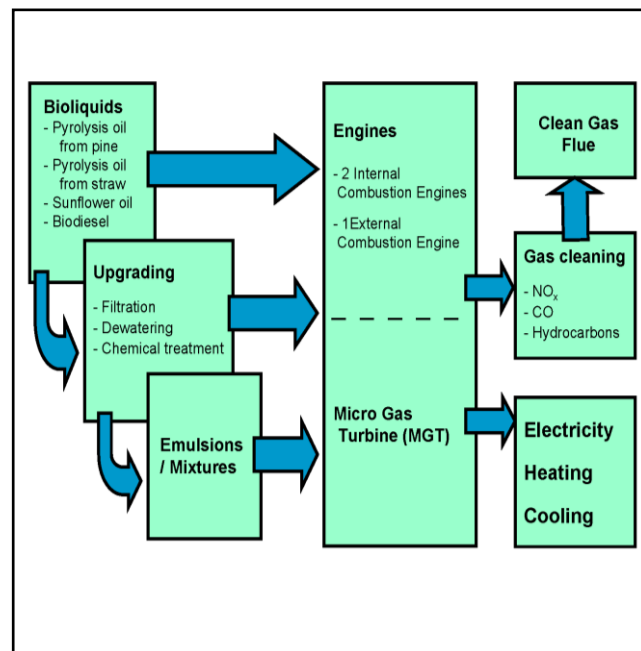 Bioliquids
- Pyrolysis oil
from pine
- Pyrolysis oil
from straw
- Sunflower oil
- Biodiesel
Upgrading
- Filtration
- Dewatering
- Chemical treatment
Emulsions
/ Mixtures
Engines
- 2 Internal
Combustion Engines
- 1External
Combustion Engine
Micro Gas
Turbine (MGT)
Clean Gas
Flue
Gas cleaning
- NOx
- CO
- Hydrocarbons
Electricity
Heating
Cooling